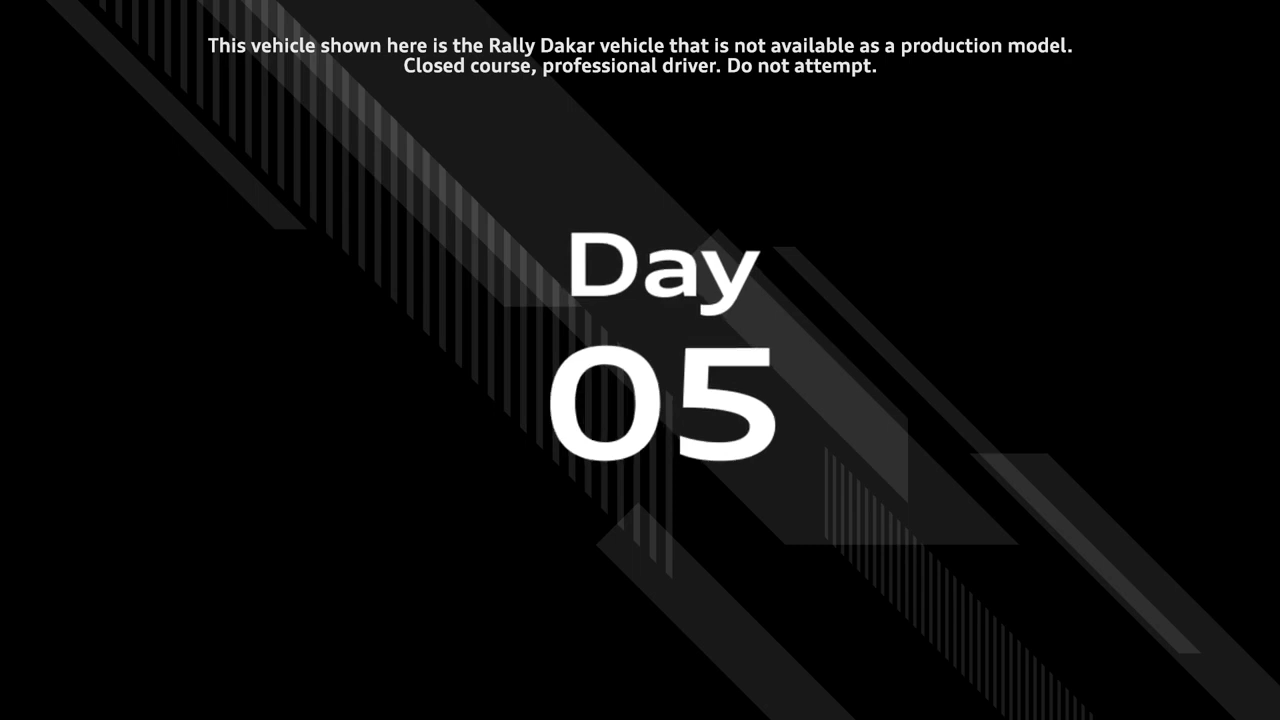 This vehicle shown here is the Rally Dakar vehicle that is not available as a production model.
Closed course, professional driver. Do not attempt.
Day
05